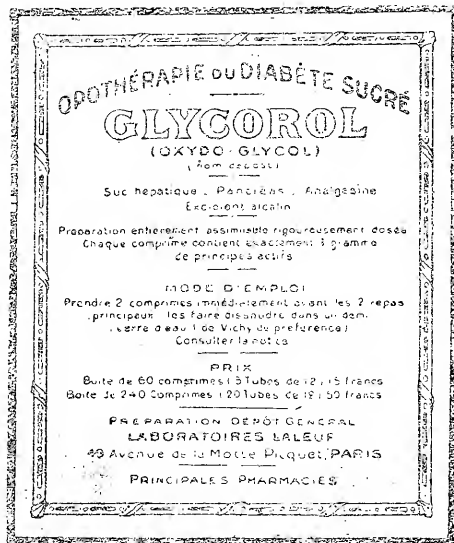 OPOTHÉRAPIE DU DIABÈTE SUCRÉ
GLYCOROL
(OXYDO-GLYCOL)
(Nom déposé)
Suc hépatique - Pancréas - Analgésine
Excipient alcalin
Préparation entièrement assimilable rigoureusement dosée
Chaque comprimé contient exactement 1 gramme
de principes actifs
MODE D'EMPLOI
Prendre 2 comprimés immédiatement avant les 2 repas
principaux les faire dissoudre dans un demi
verre d'eau (de Vichy de préférence)
Consulter la notice
PRIX
Boite de 60 comprimés (5 Tubes de 12) 15 francs
Boite de 240 Comprimés (20 Tubes de 12) 50 francs
PRÉPARATION DÉPÔT GÉNÉRAL
LABORATOIRES LALEUF
49 Avenue de la Motte Picquet, PARIS
PRINCIPALES PHARMACIES